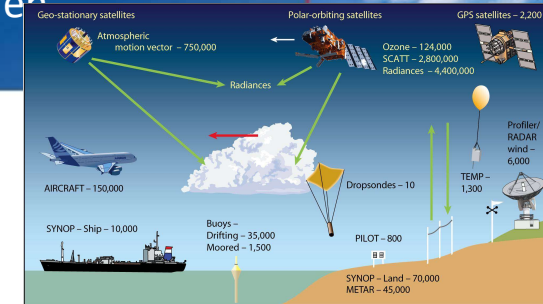 en
Geo-stationary satellites
Polar-orbiting satellites
GPS satellites – 2,200
Atmospheric
motion vector – 750,000
Ozone – 124,000
SCATT – 2,800,000
Radiances – 4,400,000
Radiances
Profiler/
RADAR
wind –
6,000
TEMP –
1,300
AIRCRAFT – 150,000
Dropsondes – 10
SYNOP – Ship – 10,000
Buoys –
Drifting – 35,000
Moored – 1,500
PILOT – 800
SYNOP – Land – 70,000
METAR – 45,000